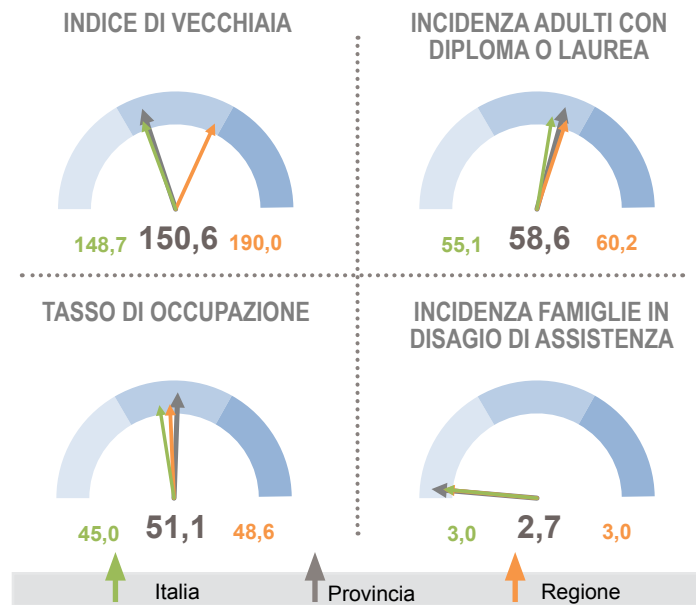 INDICE DI VECCHIAIA
148,7 150,6 190,0
INCIDENZA ADULTI CON
DIPLOMA O LAUREA
55,1 58,6 60,2
TASSO DI OCCUPAZIONE
45,0 51,1 48,6
INCIDENZA FAMIGLIE IN
DISAGIO DI ASSISTENZA
3,0 2,7 3,0
Italia Provincia Regione